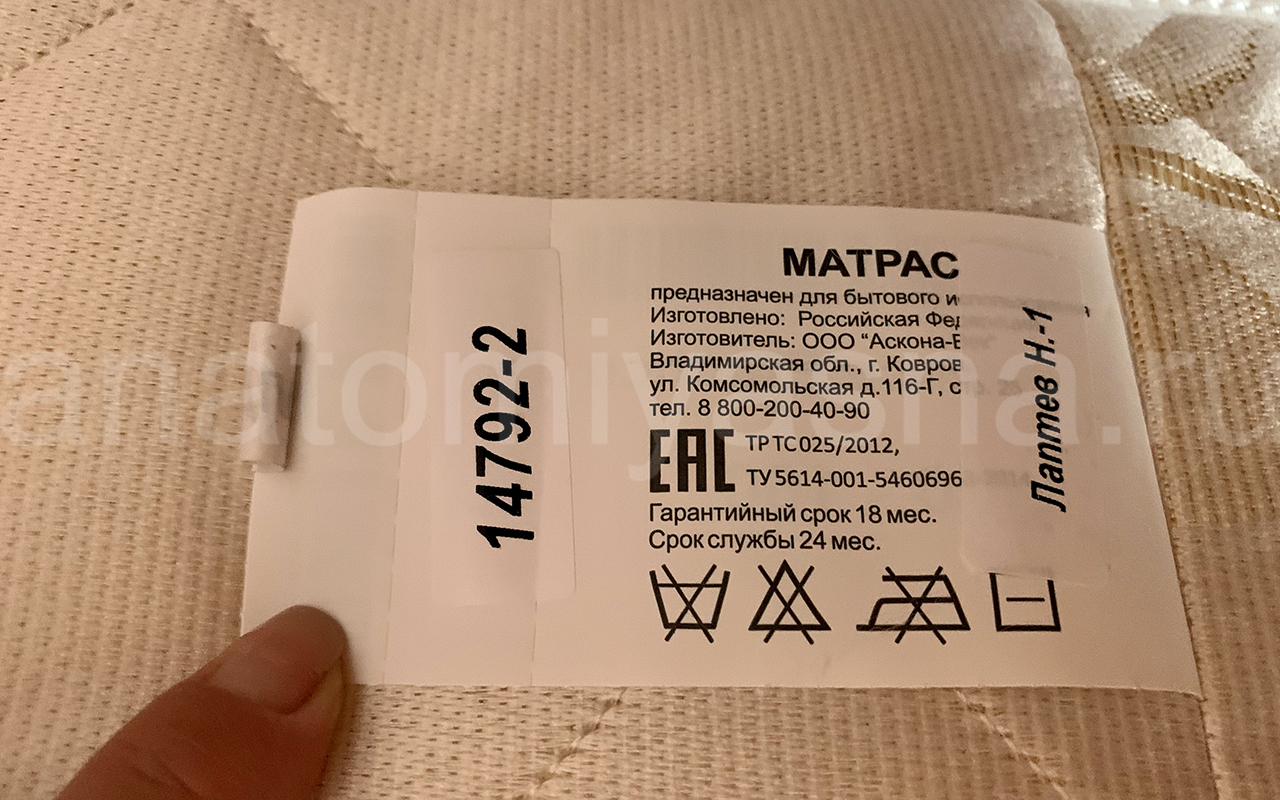 14792-2
МАТРАС
предназначен для бытового и
Изготовлено: Российская Фед
Изготовитель: ООО "Аскона-
Владимирская обл., г. Ковров
ул. Комсомольская д.116-Г, с
тел. 8 800-200-40-90
EAC ТР ТС 025/2012,
ТУ 5614-001-5460696
Гарантийный срок 18 мес.
Срок службы 24 мес.
Лаптев Н.-1
anatomiyasna.ru